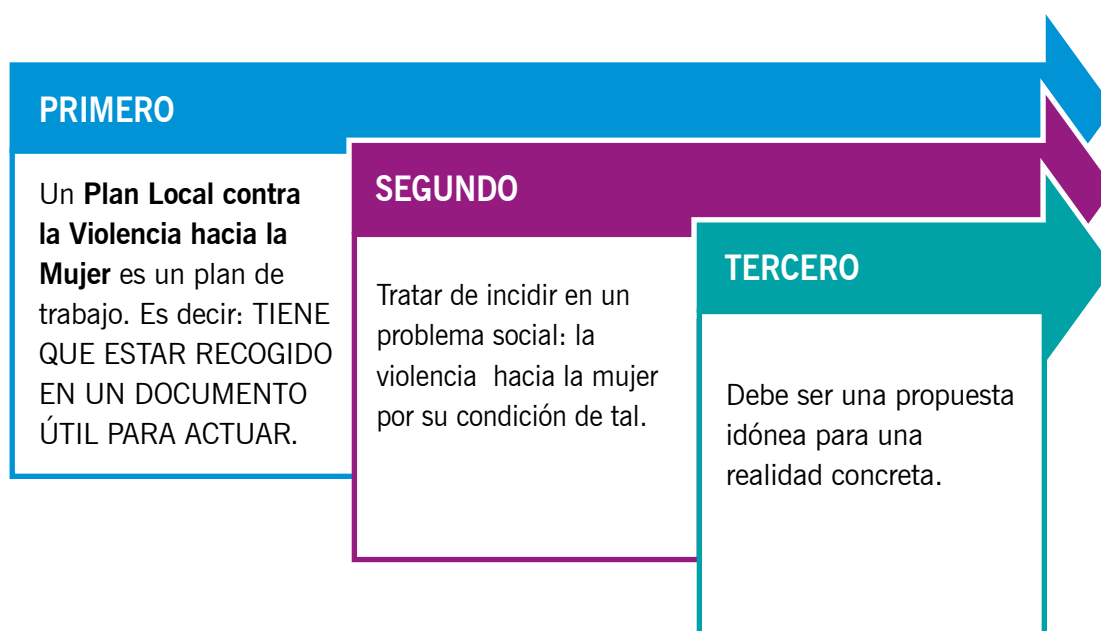 PRIMERO
Un Plan Local contra
la Violencia hacia la
Mujer es un plan de
trabajo. Es decir: TIENE
QUE ESTAR RECOGIDO
EN UN DOCUMENTO
ÚTIL PARA ACTUAR.
SEGUNDO
Tratar de incidir en un
problema social: la
violencia  hacia la mujer
por su condición de tal.
TERCERO
Debe ser una propuesta
idónea para una
realidad concreta.